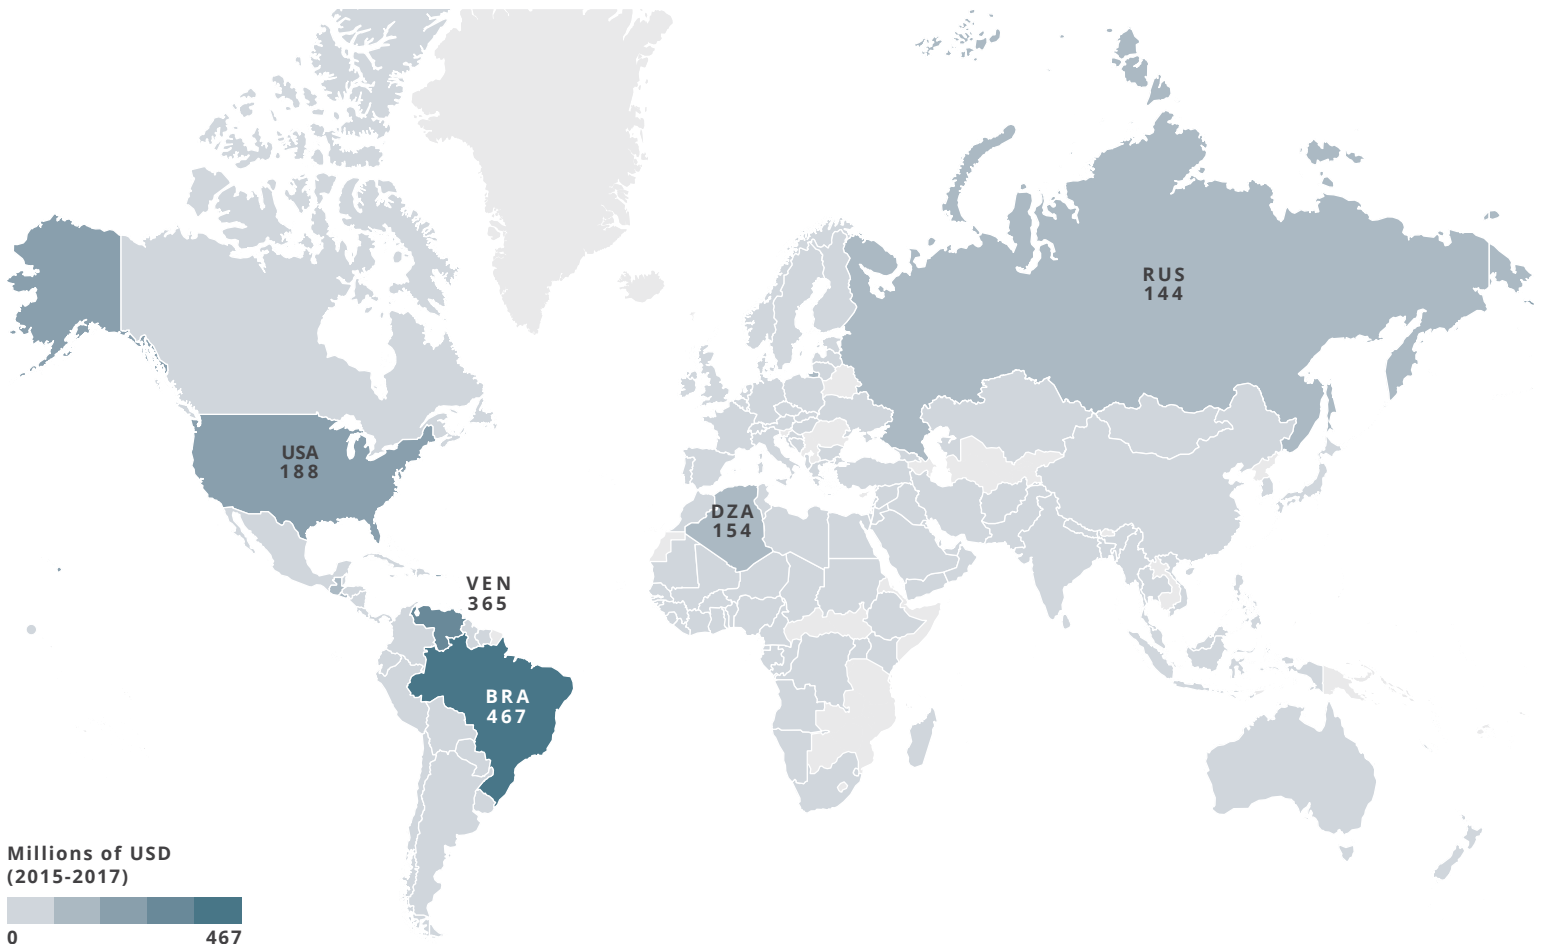 RUS
144
USA
188
DZA
154
VEN
365
BRA
467
Millions of USD
(2015-2017)
0 467